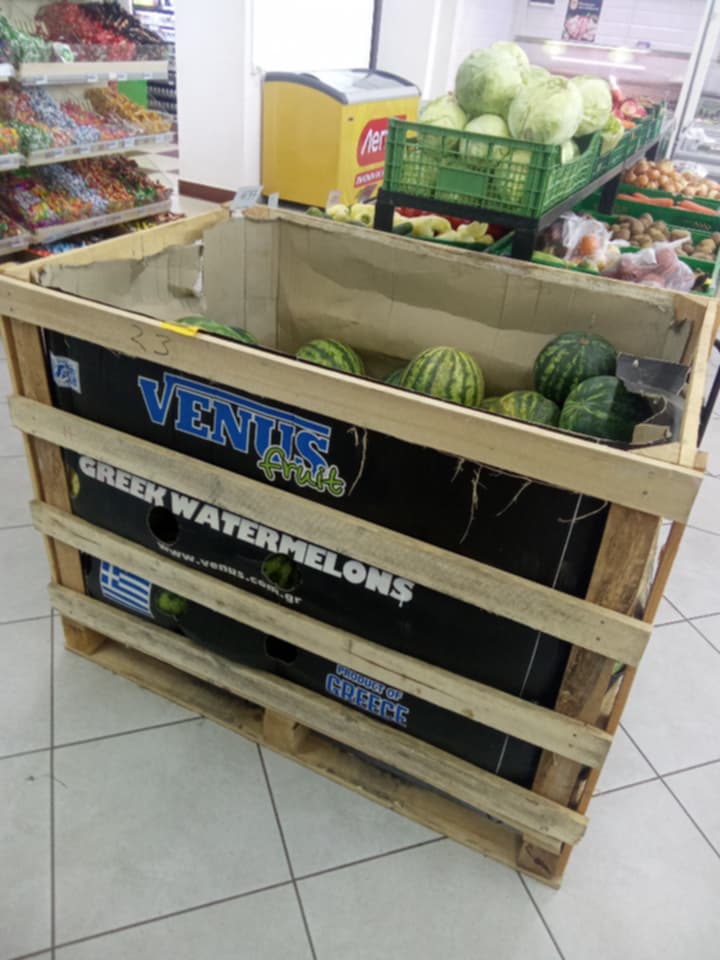 23
VENUS
fruit
GREEK WATERMELONS
www.venus.com.gr
PRODUCT OF
GREECE